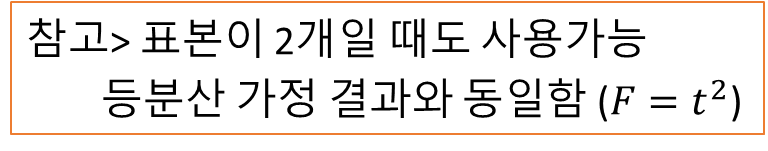 참고> 표본이 2개일 때도 사용가능
등분산 가정 결과와 동일함 (𝐹 = 𝑡²)